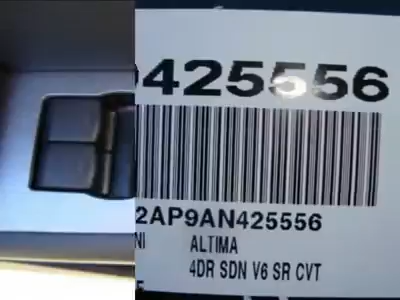 425556
2AP9AN425556
NI ALTIMA
4DR SDN V6 SR CVT